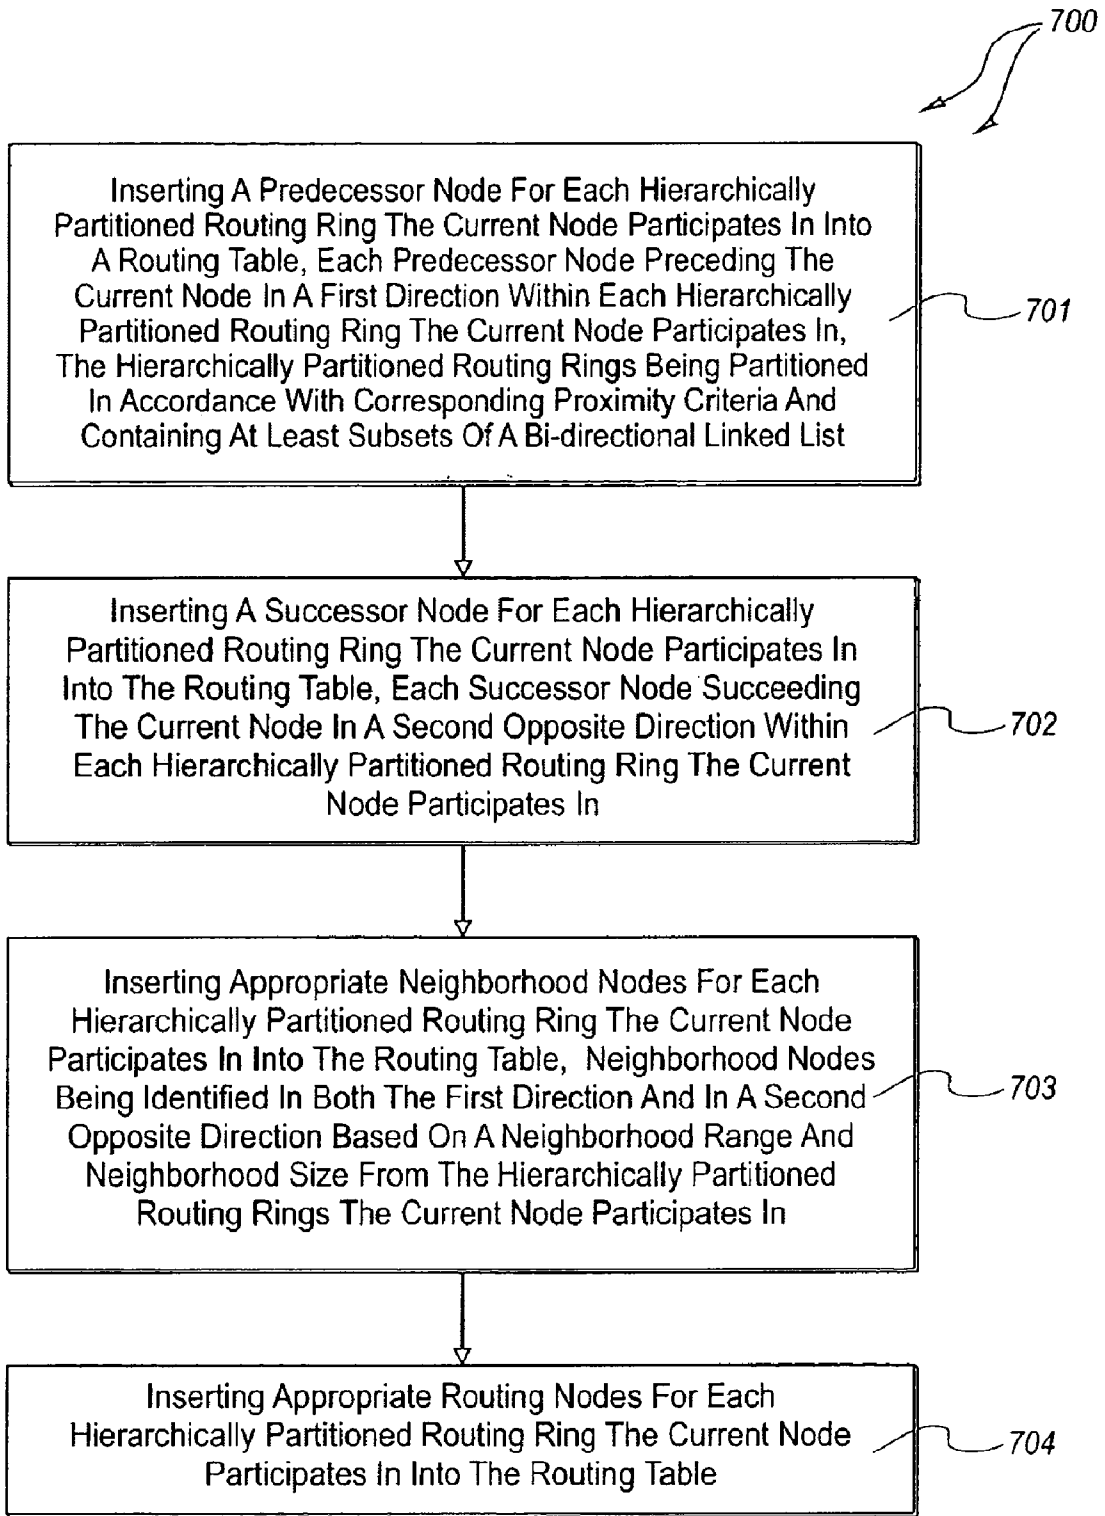 700
Inserting A Predecessor Node For Each Hierarchically
Partitioned Routing Ring The Current Node Participates In Into
A Routing Table, Each Predecessor Node Preceding The
Current Node In A First Direction Within Each Hierarchically
Partitioned Routing Ring The Current Node Participates In,
The Hierarchically Partitioned Routing Rings Being Partitioned
In Accordance With Corresponding Proximity Criteria And
Containing At Least Subsets Of A Bi-directional Linked List
701
Inserting A Successor Node For Each Hierarchically
Partitioned Routing Ring The Current Node Participates In
Into The Routing Table, Each Successor Node Succeeding
The Current Node In A Second Opposite Direction Within
Each Hierarchically Partitioned Routing Ring The Current
Node Participates In
702
Inserting Appropriate Neighborhood Nodes For Each
Hierarchically Partitioned Routing Ring The Current Node
Participates In Into The Routing Table, Neighborhood Nodes
Being Identified In Both The First Direction And In A Second
Opposite Direction Based On A Neighborhood Range And
Neighborhood Size From The Hierarchically Partitioned
Routing Rings The Current Node Participates In
703
Inserting Appropriate Routing Nodes For Each
Hierarchically Partitioned Routing Ring The Current Node
Participates In Into The Routing Table
704